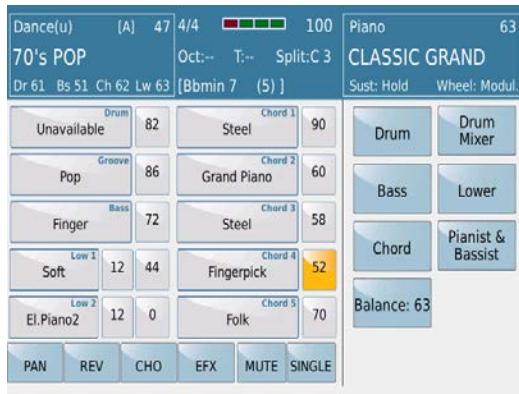 Dance(u) [A] 47 4/4 100 Piano 63
70's POP Oct:-- T:-- Split:C 3 CLASSIC GRAND
Dr 61 Bs 51 Ch 62 Lw 63 [Bbmin 7 (5) ] Sust: Hold Wheel: Modul.
Drum
Unavailable 82
Chord 1
Steel 90
Drum
Drum
Mixer
Groove
Pop 86
Chord 2
Grand Piano 60
Bass
Lower
Bass
Finger 72
Chord 3
Steel 58
Chord
Pianist &
Bassist
Low 1
Soft 12 44
Chord 4
Fingerpick 52
Balance: 63
Low 2
El.Piano2 12 0
Chord 5
Folk 70
PAN REV CHO EFX MUTE SINGLE